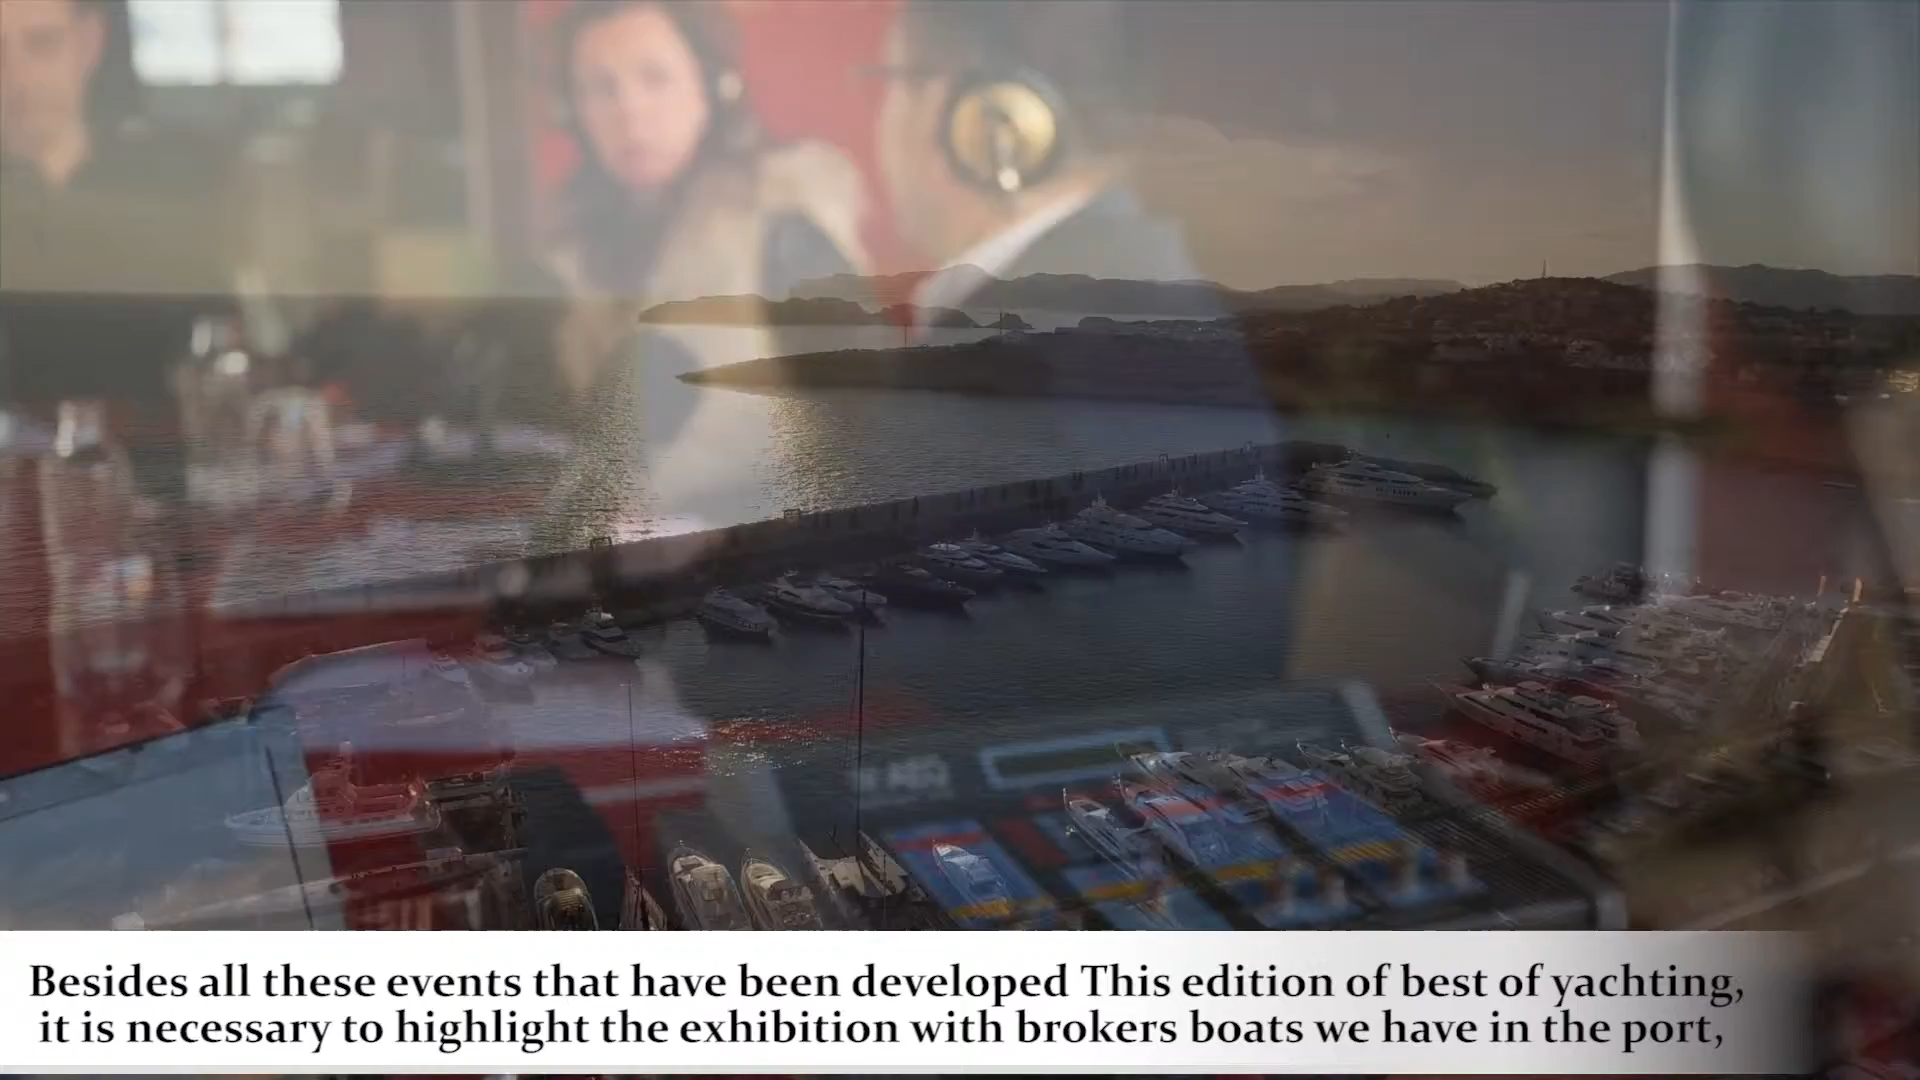 Besides all these events that have been developed This edition of best of yachting,
it is necessary to highlight the exhibition with brokers boats we have in the port,